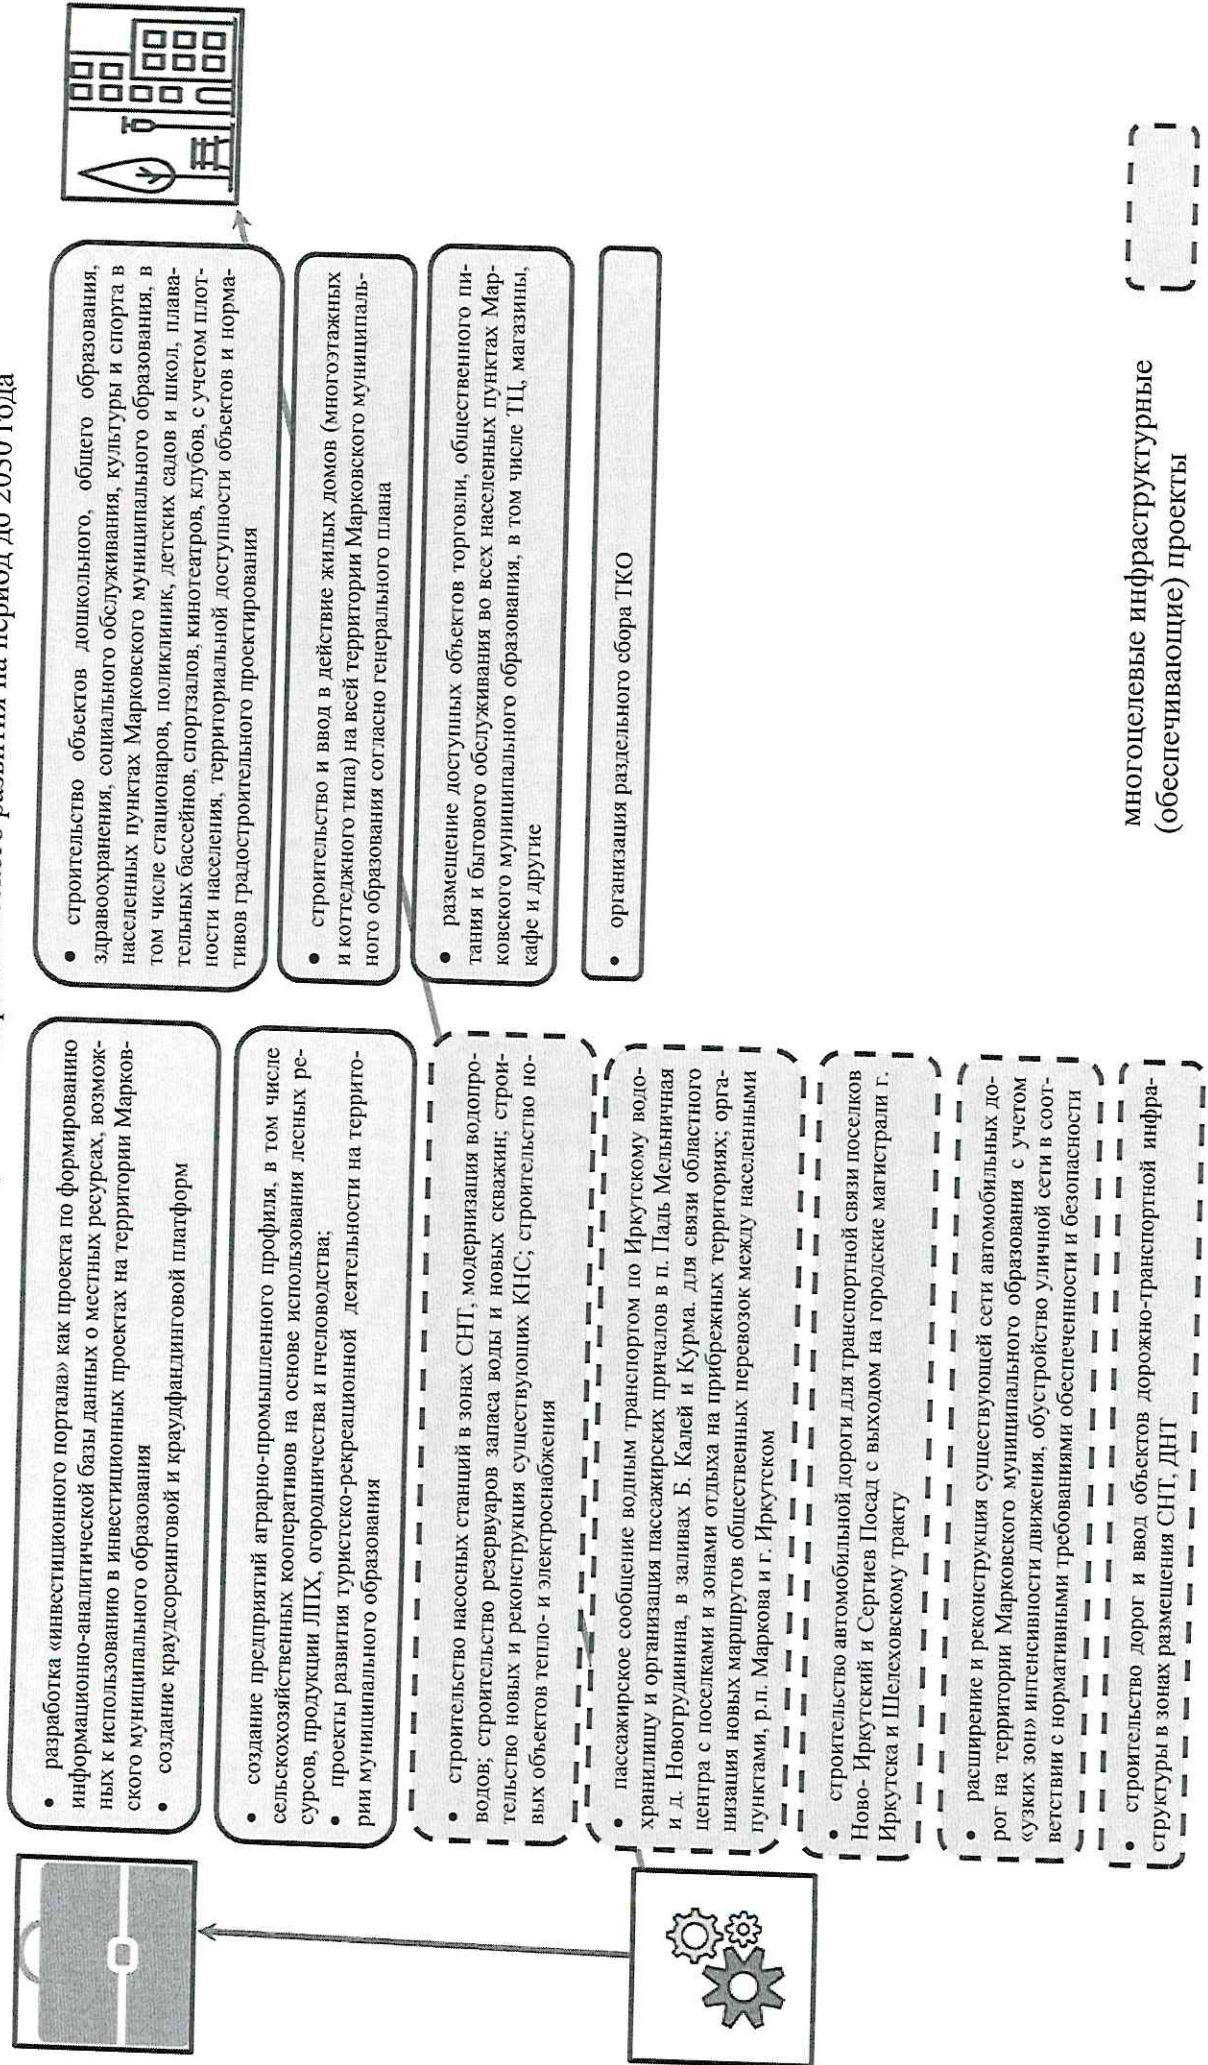 развития на период до 2030 года
• разработка «инвестиционного портала» как проекта по формированию
информационно-аналитической базы данных о местных ресурсах, возмож-
ных к использованию в инвестиционных проектах на территории Марков-
ского муниципального образования
• создание краудсорсинговой и краудфандинговой платформ
• создание предприятий аграрно-промышленного профиля, в том числе
сельскохозяйственных кооперативов на основе использования лесных ре-
сурсов, продукции ЛПХ, огородничества и пчеловодства;
• проекты развития туристско-рекреационной деятельности на террито-
рии муниципального образования
• строительство насосных станций в зонах СНТ, модернизация водопро-
водов; строительство резервуаров запаса воды и новых скважин; строи-
тельство новых и реконструкция существующих КНС; строительство но-
вых объектов тепло- и электроснабжения
• пассажирское сообщение водным транспортом по Иркутскому водо-
хранилищу и организация пассажирских причалов в п. Падь Мельничная
и д. Новогрудинина, в заливах Б. Калей и Курма. для связи областного
центра с поселками и зонами отдыха на прибрежных территориях; орга-
низация новых маршрутов общественных перевозок между населенными
пунктами, р.п. Маркова и г. Иркутском
• строительство автомобильной дороги для транспортной связи поселков
Ново- Иркутский и Сергиев Посад с выходом на городские магистрали г.
Иркутска и Шелеховскому тракту
• расширение и реконструкция существующей сети автомобильных до-
рог на территории Марковского муниципального образования с учетом
«узких зон» интенсивности движения, обустройство уличной сети в соот-
ветствии с нормативными требованиями обеспеченности и безопасности
• строительство дорог и ввод объектов дорожно-транспортной инфра-
структуры в зонах размещения СНТ, ДНТ
• строительство объектов дошкольного, общего образования,
здравоохранения, социального обслуживания, культуры и спорта в
населенных пунктах Марковского муниципального образования, в
том числе стационаров, поликлиник, детских садов и школ, плава-
тельных бассейнов, спортзалов, кинотеатров, клубов, с учетом плот-
ности населения, территориальной доступности объектов и норма-
тивов градостроительного проектирования
• строительство и ввод в действие жилых домов (многоэтажных
и коттеджного типа) на всей территории Марковского муниципаль-
ного образования согласно генерального плана
• размещение доступных объектов торговли, общественного пи-
тания и бытового обслуживания во всех населенных пунктах Мар-
ковского муниципального образования, в том числе ТЦ, магазины,
кафе и другие
• организация раздельного сбора ТКО
многоцелевые инфраструктурные
(обеспечивающие) проекты